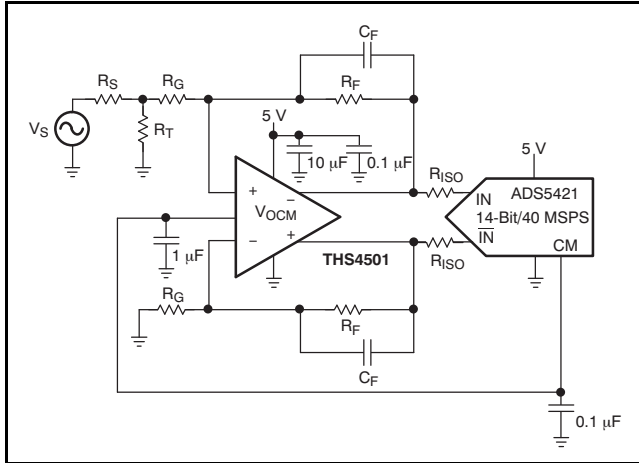 C_F
R_S
R_G
R_F
5 V
V_S
R_T
10 µF
0.1 µF
5 V
R_ISO
+
−
IN
ADS5421
14-Bit/40 MSPS
V_OCM
IN
CM
1 µF
−
+
THS4501
R_ISO
R_G
R_F
C_F
0.1 µF